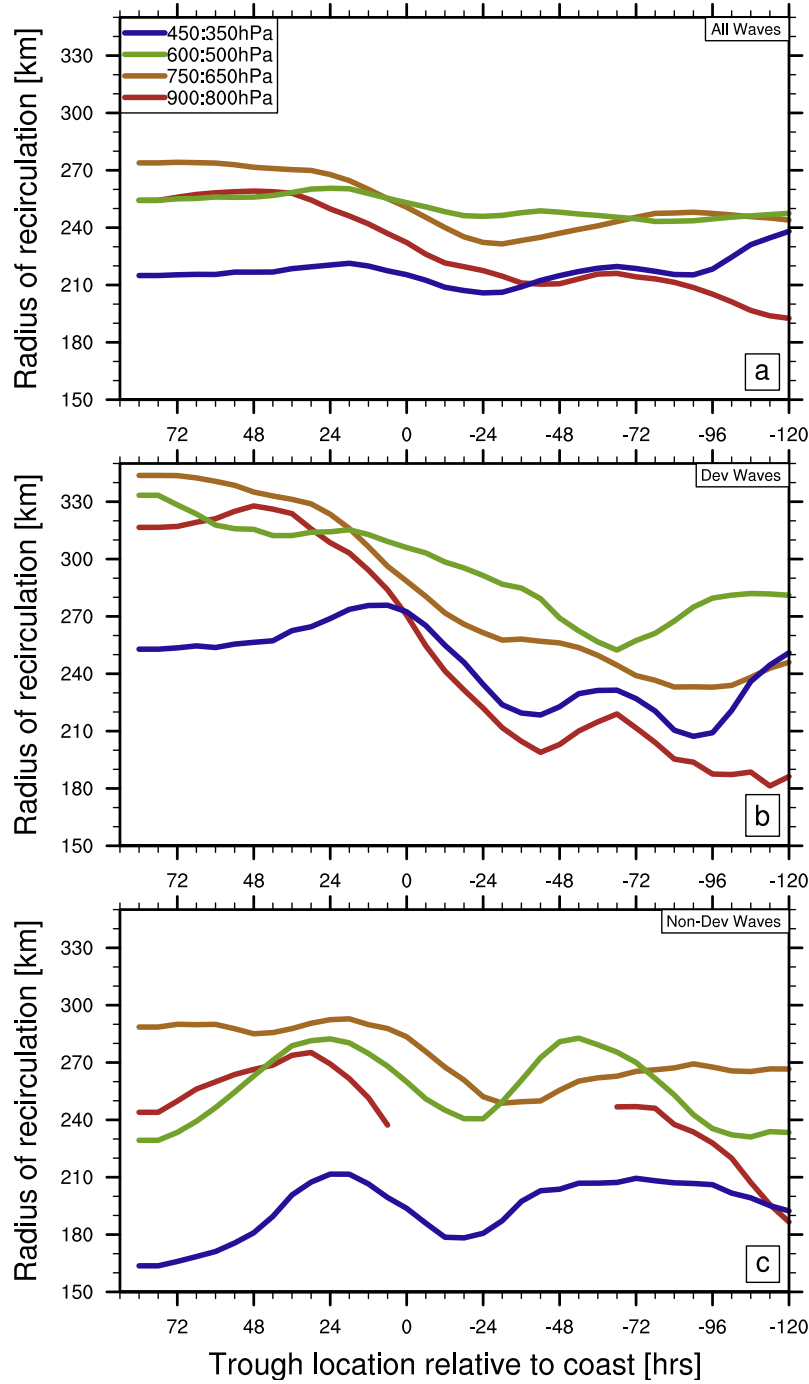 All Waves
450:350hPa
600:500hPa
750:650hPa
900:800hPa
Radius of recirculation [km]
330
300
270
240
210
180
150
a
72 48 24 0 -24 -48 -72 -96 -120
Dev Waves
Radius of recirculation [km]
330
300
270
240
210
180
150
b
72 48 24 0 -24 -48 -72 -96 -120
Non-Dev Waves
Radius of recirculation [km]
330
300
270
240
210
180
150
c
72 48 24 0 -24 -48 -72 -96 -120
Trough location relative to coast [hrs]